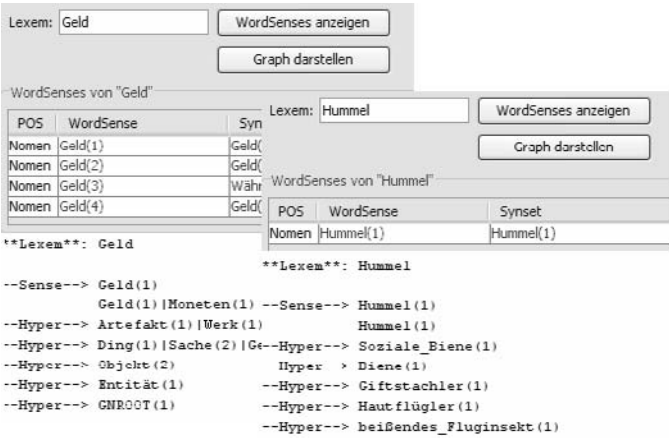 Lexem: Geld WordSenses anzeigen
Graph darstellen
WordSenses von "Geld"
POS WordSense Syn
Nomen Geld(1) Geld(
Nomen Geld(2) Geld(
Nomen Geld(3) Währ
Nomen Geld(4) Geld(
**Lexem**: Geld
--Sense--> Geld(1)
Geld(1)|Moneten(1)
--Hyper--> Artefakt(1)|Werk(1)
--Hyper--> Ding(1)|Sache(2)|Ge
--Hyper--> Objekt(2)
--Hyper--> Entität(1)
--Hyper--> GNROOT(1)
Lexem: Hummel WordSenses anzeigen
Graph darstellen
WordSenses von "Hummel"
POS WordSense Synset
Nomen Hummel(1) Hummel(1)
**Lexem**: Hummel
--Sense--> Hummel(1)
Hummel(1)
--Hyper--> Soziale_Biene(1)
Hyper > Biene(1)
--Hyper--> Giftstachler(1)
--Hyper--> Hautflügler(1)
--Hyper--> beißendes_Fluginsekt(1)